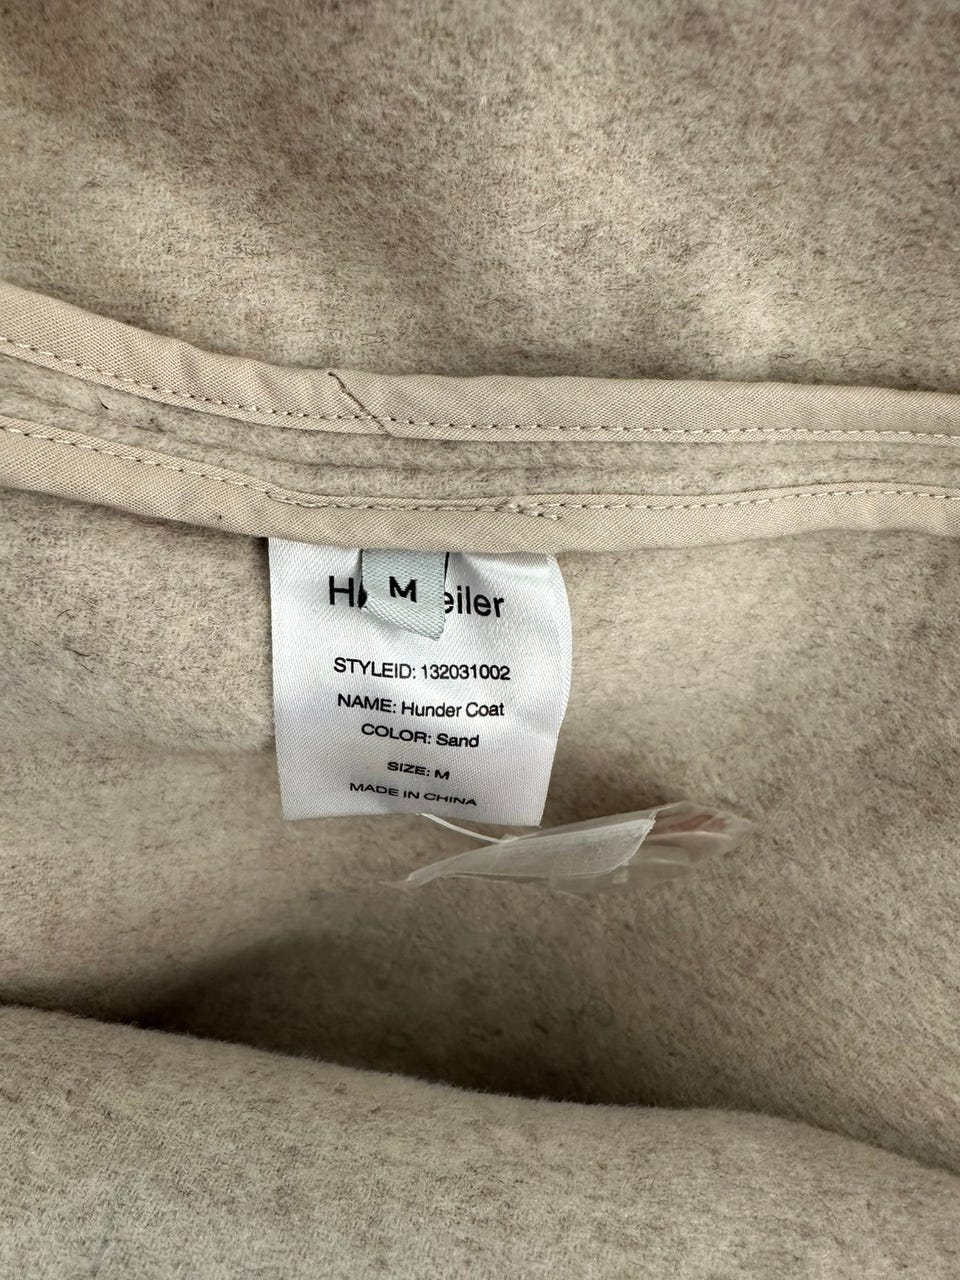 M
STYLEID: 132031002
NAME: Hunder Coat
COLOR: Sand
SIZE: M
MADE IN CHINA